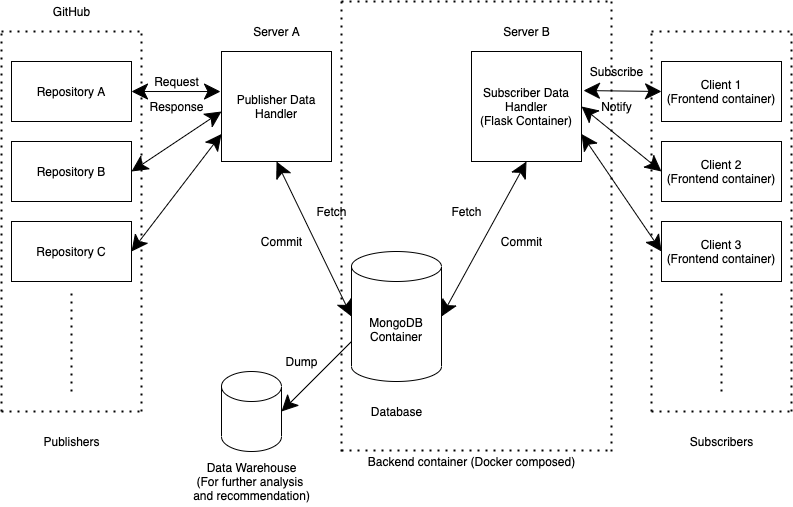 GitHub
Server A
Server B
Repository A
Request
Response
Publisher Data
Handler
Subscriber Data
Handler
(Flask Container)
Subscribe
Notify
Client 1
(Frontend container)
Repository B
Client 2
(Frontend container)
Repository C
Client 3
(Frontend container)
Fetch
Commit
Fetch
Commit
MongoDB
Container
Dump
Database
Publishers
Subscribers
Backend container (Docker composed)
Data Warehouse
(For further analysis
and recommendation)